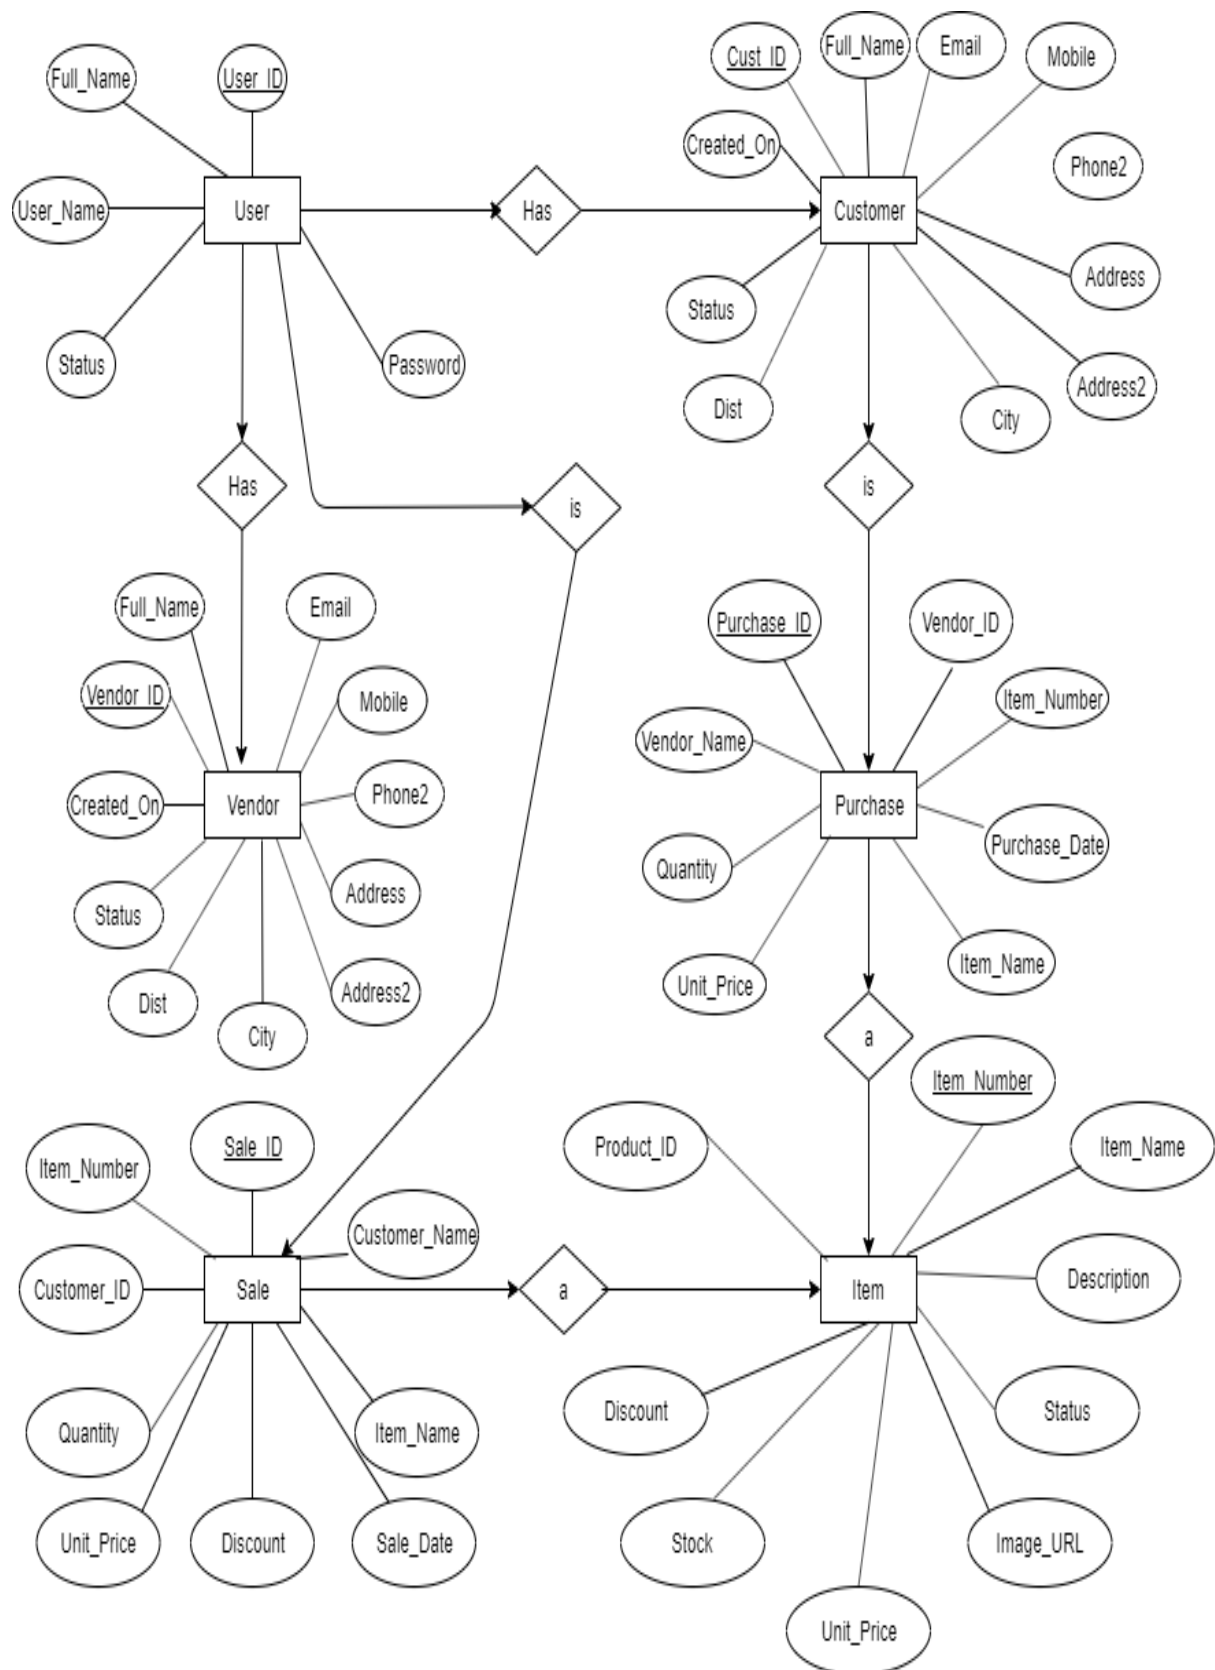 Full_Name
User_ID
User_Name
User
Status
Password
Has
Cust_ID
Full_Name
Email
Mobile
Created_On
Phone2
Customer
Address
Status
Address2
Dist
City
Has
is
is
Full_Name
Email
Vendor_ID
Mobile
Created_On
Vendor
Phone2
Status
Address
Dist
Address2
City
Purchase_ID
Vendor_ID
Item_Number
Vendor_Name
Purchase
Purchase_Date
Quantity
Unit_Price
Item_Name
a
Item_Number
Sale_ID
Item_Number
Customer_Name
Customer_ID
Sale
Quantity
Item_Name
Unit_Price
Discount
Sale_Date
a
Product_ID
Item_Name
Item
Description
Discount
Status
Stock
Image_URL
Unit_Price